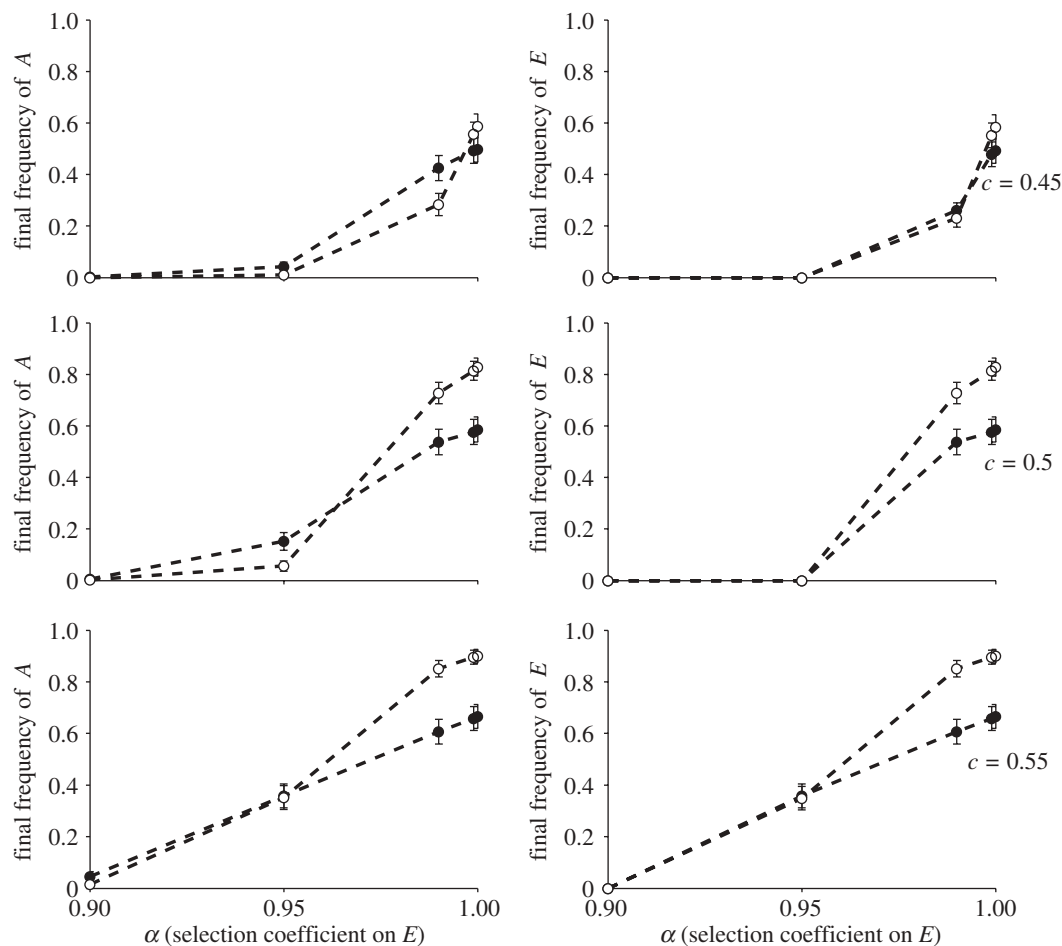 1.0
0.8
0.6
0.4
0.2
0
final frequency of A
1.0
0.8
0.6
0.4
0.2
0
final frequency of E
c = 0.45
1.0
0.8
0.6
0.4
0.2
0
final frequency of A
1.0
0.8
0.6
0.4
0.2
0
final frequency of E
c = 0.5
1.0
0.8
0.6
0.4
0.2
0
final frequency of A
0.90 0.95 1.00
α (selection coefficient on E)
1.0
0.8
0.6
0.4
0.2
0
final frequency of E
c = 0.55
0.90 0.95 1.00
α (selection coefficient on E)